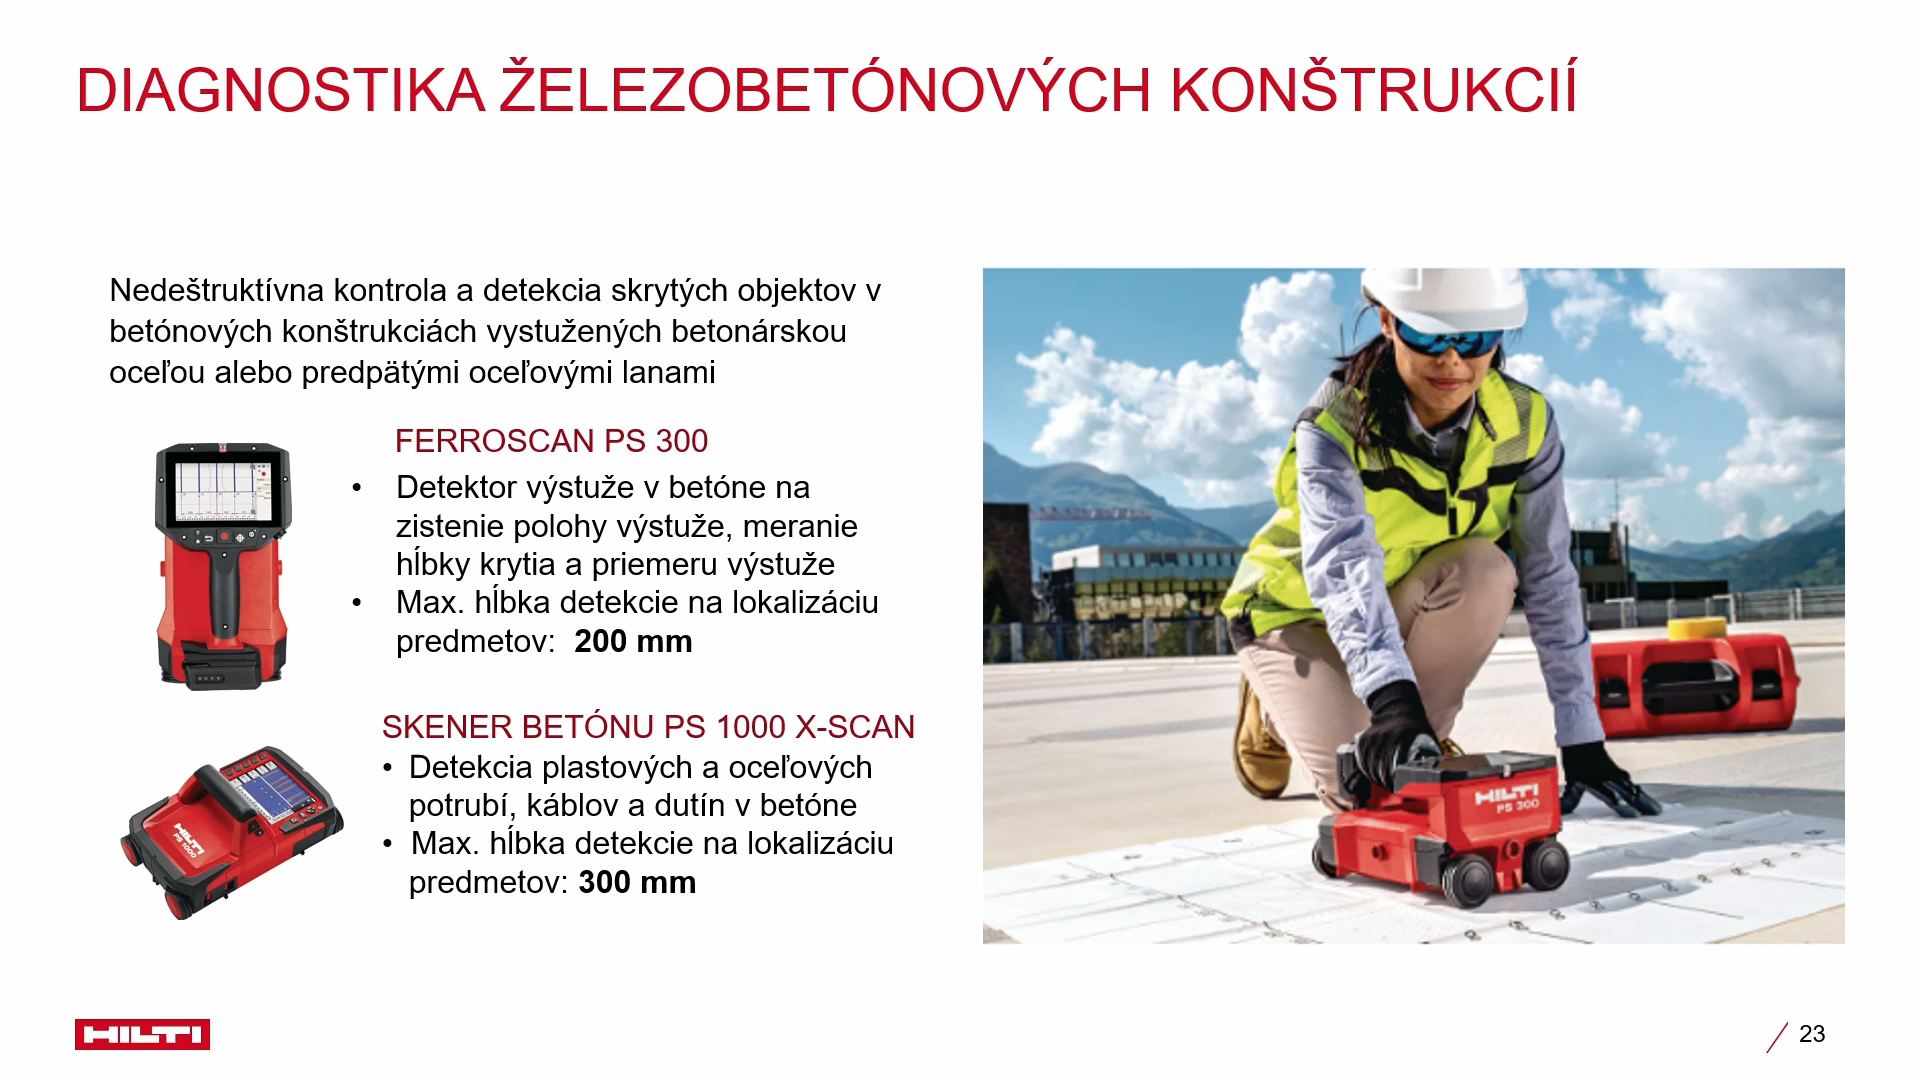 DIAGNOSTIKA ŽELEZOBETÓNOVÝCH KONŠTRUKCIÍ
Nedeštruktívna kontrola a detekcia skrytých objektov v
betónových konštrukciách vystužených betonárskou
oceľou alebo predpätými oceľovými lanami
FERROSCAN PS 300
• Detektor výstuže v betóne na
zistenie polohy výstuže, meranie
hĺbky krytia a priemeru výstuže
• Max. hĺbka detekcie na lokalizáciu
predmetov: 200 mm
SKENER BETÓNU PS 1000 X-SCAN
• Detekcia plastových a oceľových
potrubí, káblov a dutín v betóne
• Max. hĺbka detekcie na lokalizáciu
predmetov: 300 mm
HILTI
PS 1000
HILTI
PS 300
HILTI
23